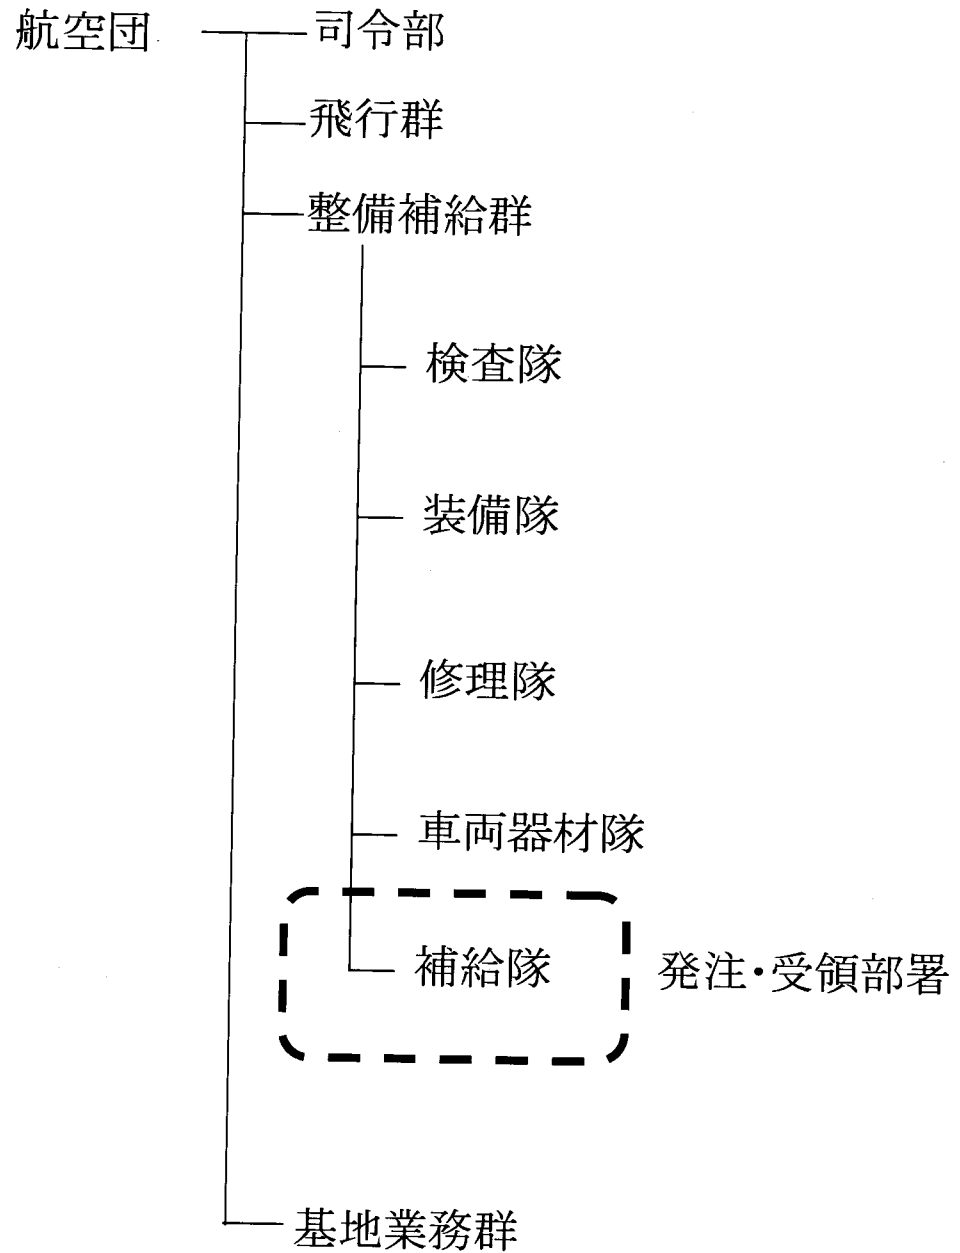 航空団 司令部
飛行群
整備補給群
検査隊
装備隊
修理隊
車両器材隊
補給隊 発注・受領部署
基地業務群